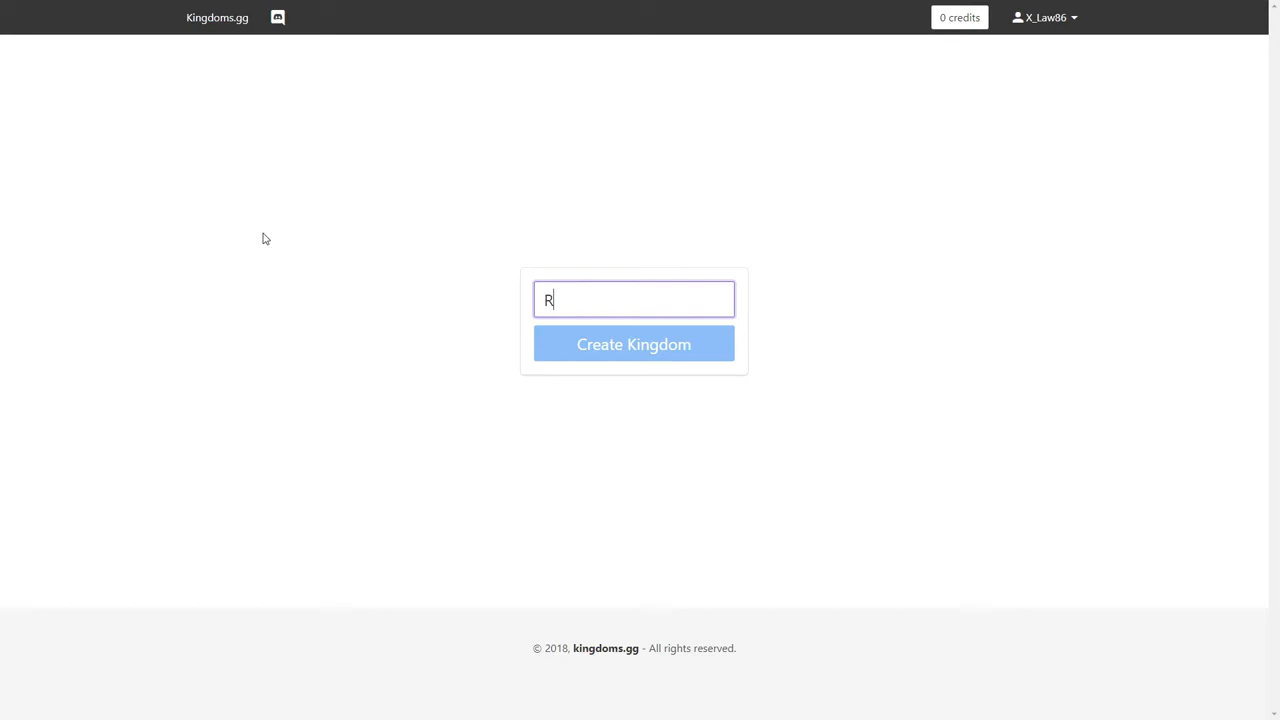 Kingdoms.gg
0 credits
X_Law86
R
Create Kingdom
© 2018, kingdoms.gg - All rights reserved.